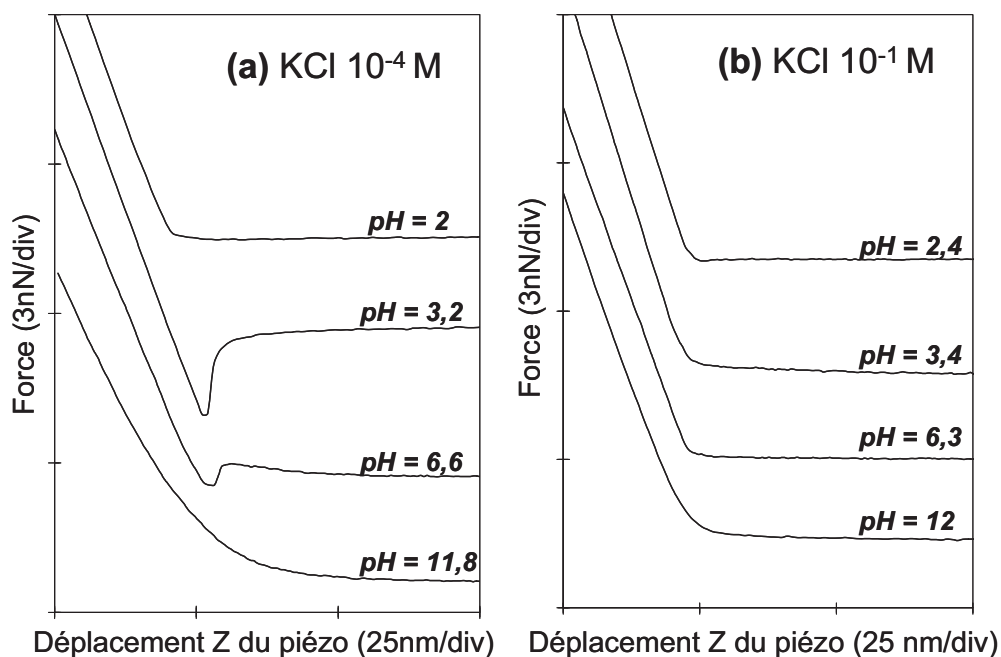 (a) KCl 10⁻⁴ M
pH = 2
pH = 3,2
pH = 6,6
pH = 11,8
Force (3nN/div)
Déplacement Z du piézo (25nm/div)
(b) KCl 10⁻¹ M
pH = 2,4
pH = 3,4
pH = 6,3
pH = 12
Force (3nN/div)
Déplacement Z du piézo (25 nm/div)